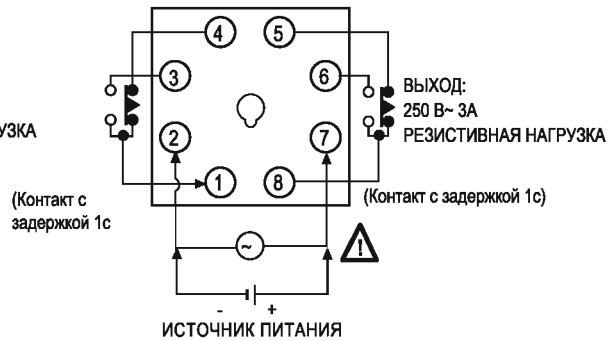 4 5
3 6
ВЫХОД:
250 В~ 3А
2 7
РЕЗИСТИВНАЯ НАГРУЗКА
1 8
(Контакт с
задержкой 1с
(Контакт с задержкой 1с)
~
!
- +
ИСТОЧНИК ПИТАНИЯ